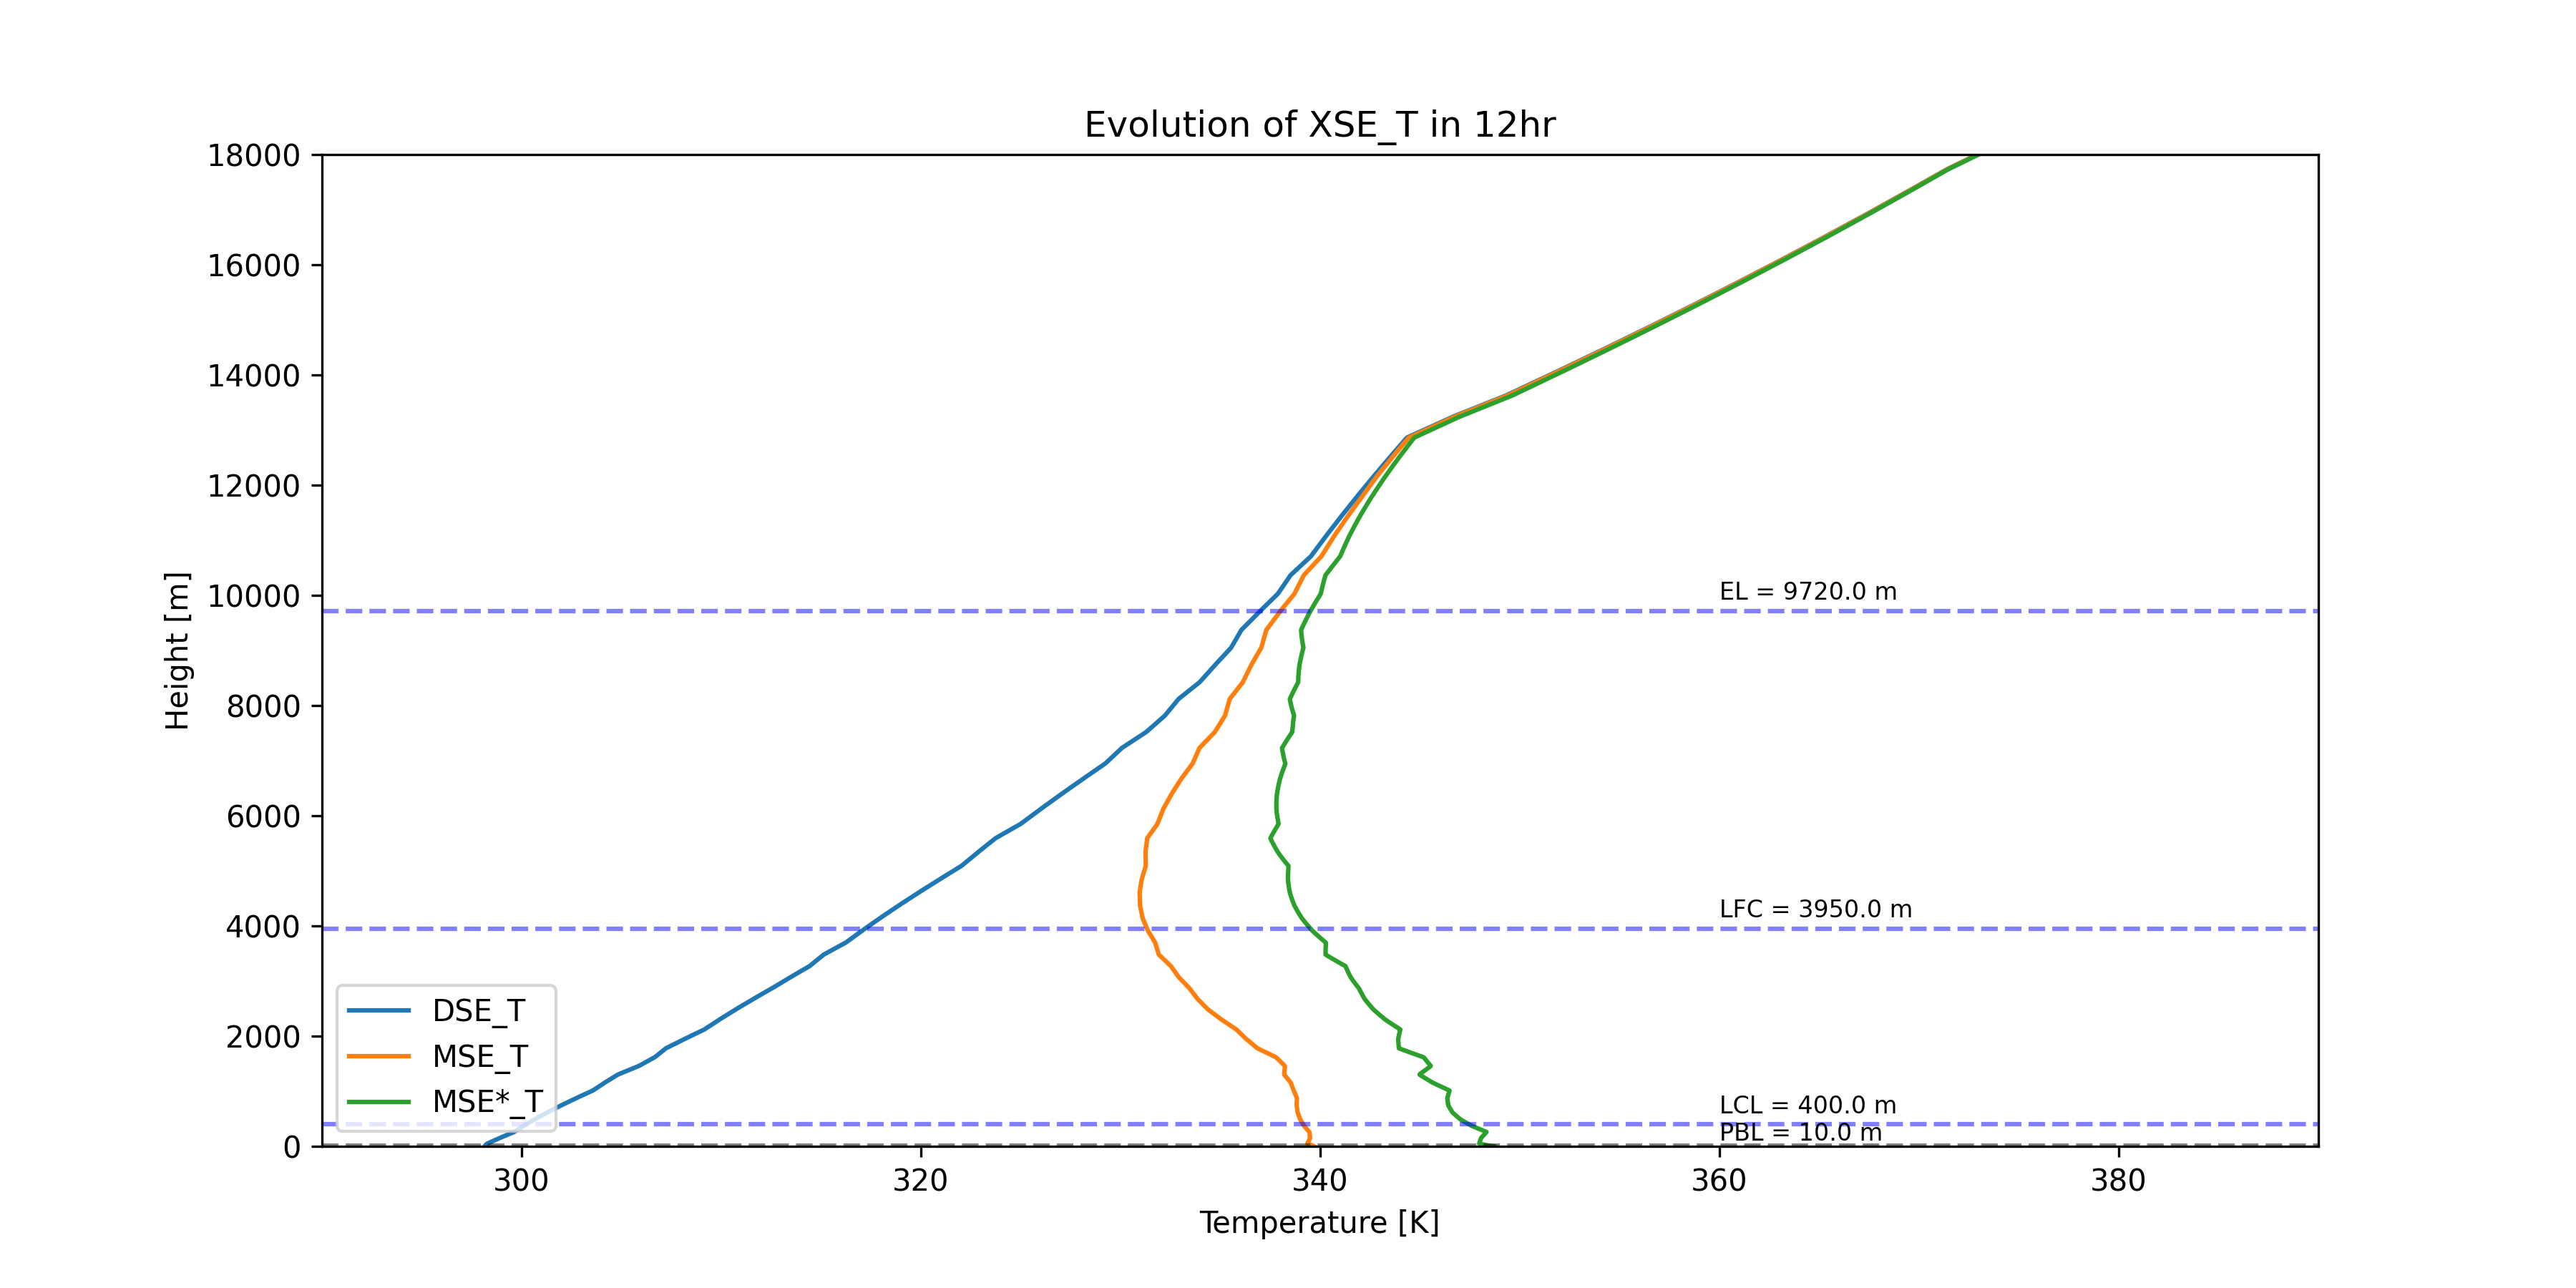 Evolution of XSE_T in 12hr
18000
16000
14000
12000
10000
8000
6000
4000
2000
0
Height [m]
EL = 9720.0 m
LFC = 3950.0 m
LCL = 400.0 m
PBL = 10.0 m
DSE_T
MSE_T
MSE*_T
300 320 340 360 380
Temperature [K]